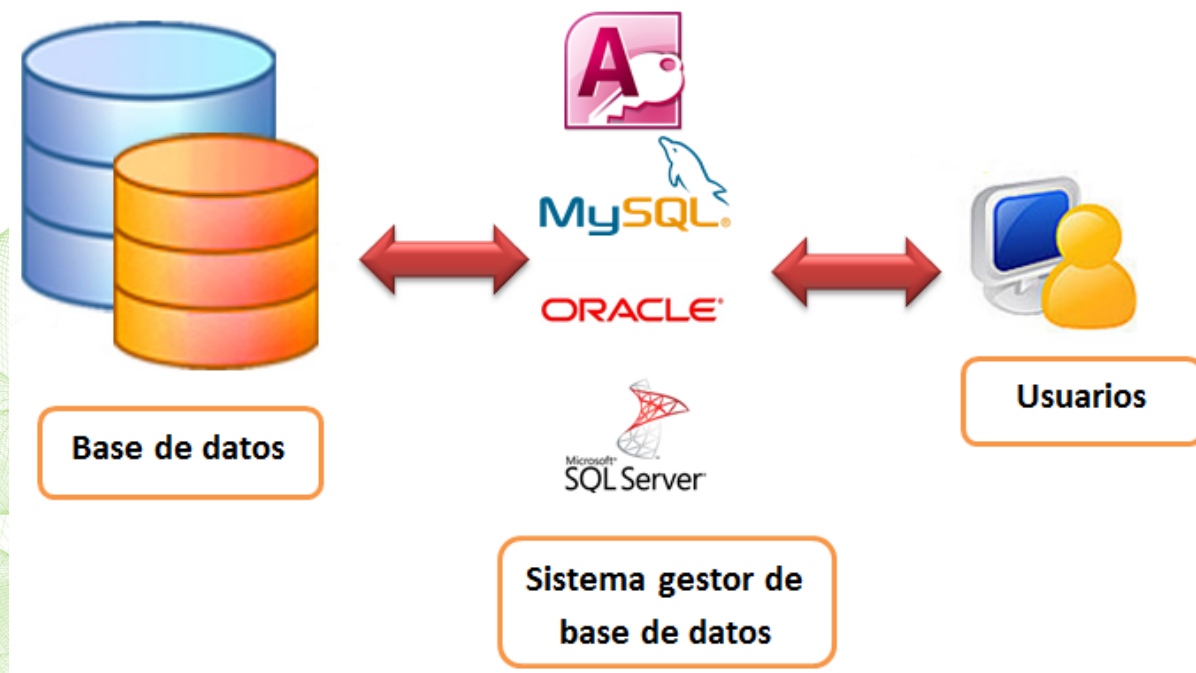 A
MySQL®
ORACLE®
Microsoft®
SQL Server®
Base de datos
Usuarios
Sistema gestor de
base de datos